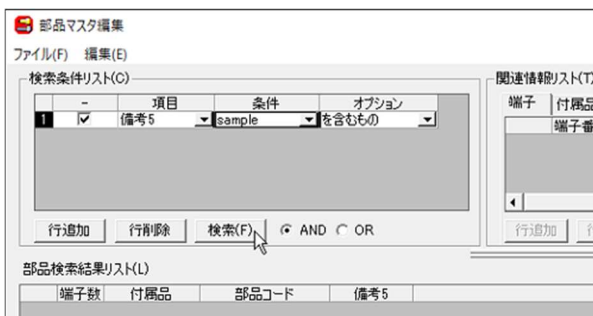 部品マスタ編集
ファイル(F) 編集(E)
検索条件リスト(C)
- 項目 条件 オプション
1 備考5 sample を含むもの
行追加 行削除 検索(F) AND OR
関連情報リスト(T)
端子 付属品
端子番
行追加
部品検索結果リスト(L)
端子数 付属品 部品コード 備考5